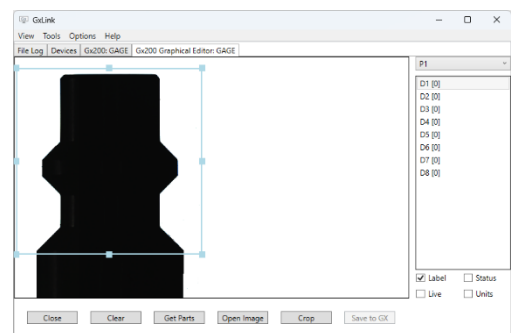 GxLink
View Tools Options Help
File Log Devices Gx200: GAGE Gx200 Graphical Editor: GAGE
P1
D1 [0]
D2 [0]
D3 [0]
D4 [0]
D5 [0]
D6 [0]
D7 [0]
D8 [0]
Label Status
Live Units
Close Clear Get Parts Open Image Crop Save to GX